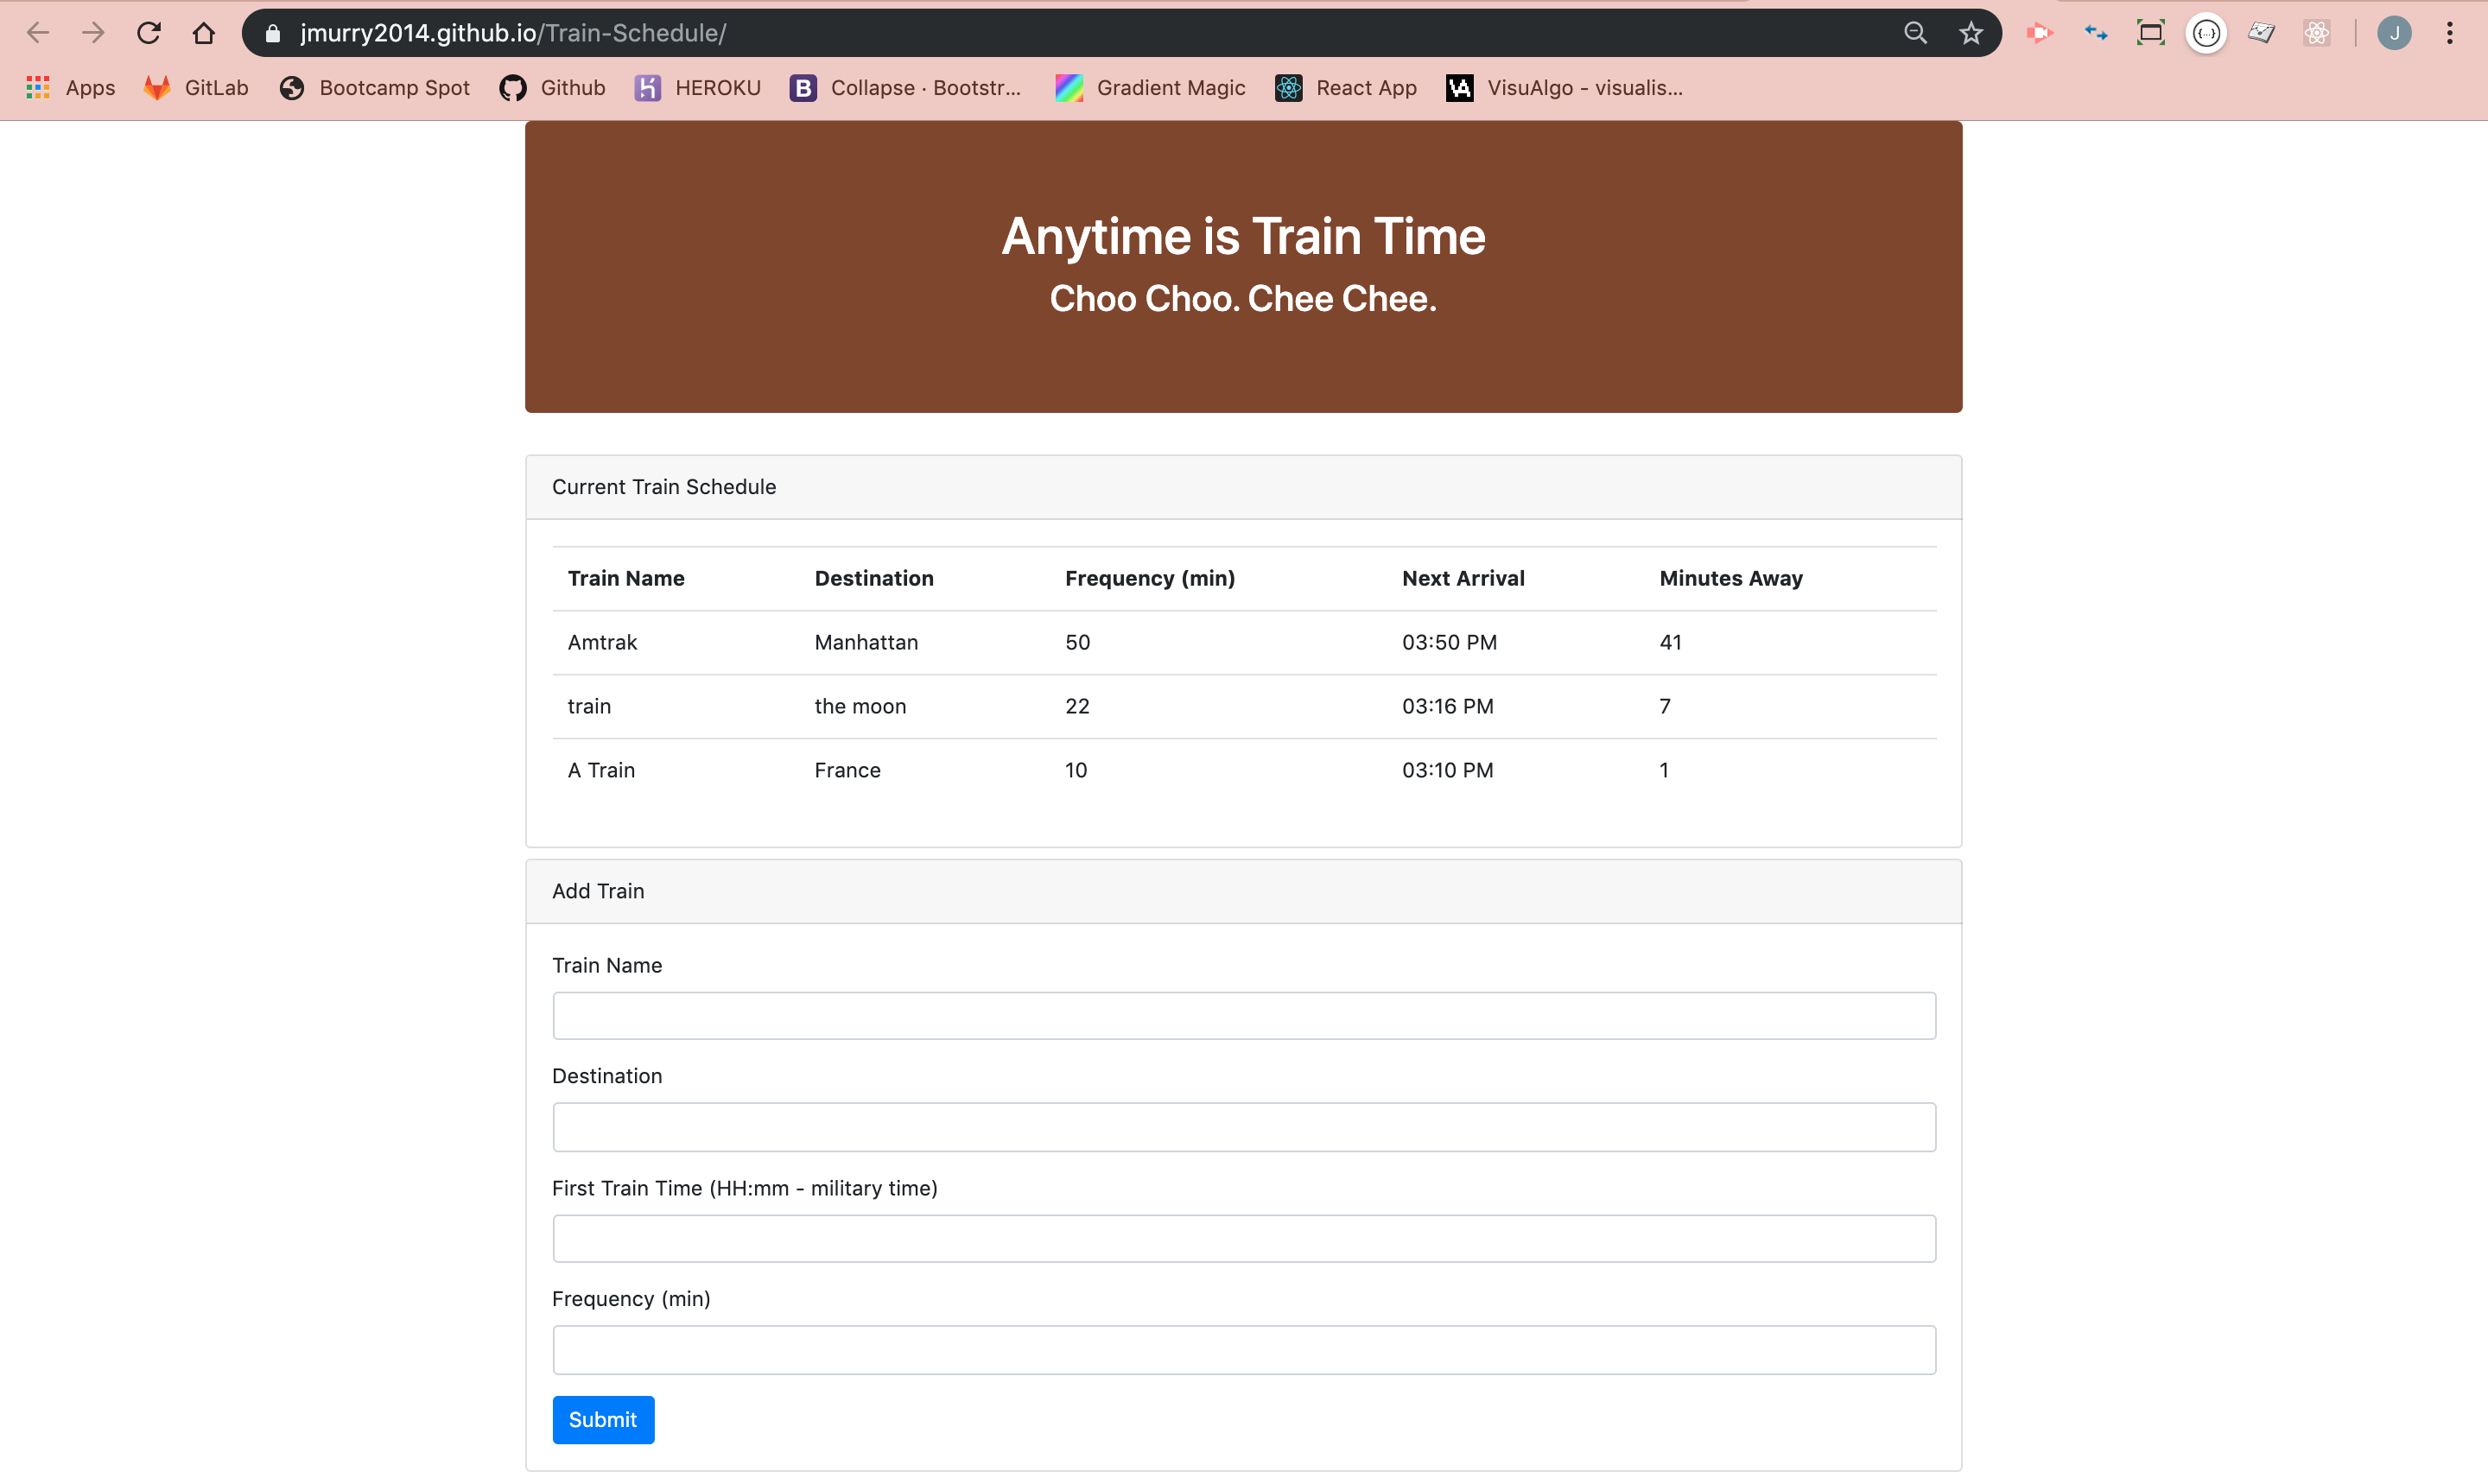 jmurry2014.github.io/Train-Schedule/
J
Apps GitLab Bootcamp Spot Github HEROKU B Collapse · Bootstr... Gradient Magic React App VisuAlgo - visualis...
Anytime is Train Time
Choo Choo. Chee Chee.
Current Train Schedule
Train Name Destination Frequency (min) Next Arrival Minutes Away
Amtrak Manhattan 50 03:50 PM 41
train the moon 22 03:16 PM 7
A Train France 10 03:10 PM 1
Add Train
Train Name
Destination
First Train Time (HH:mm - military time)
Frequency (min)
Submit